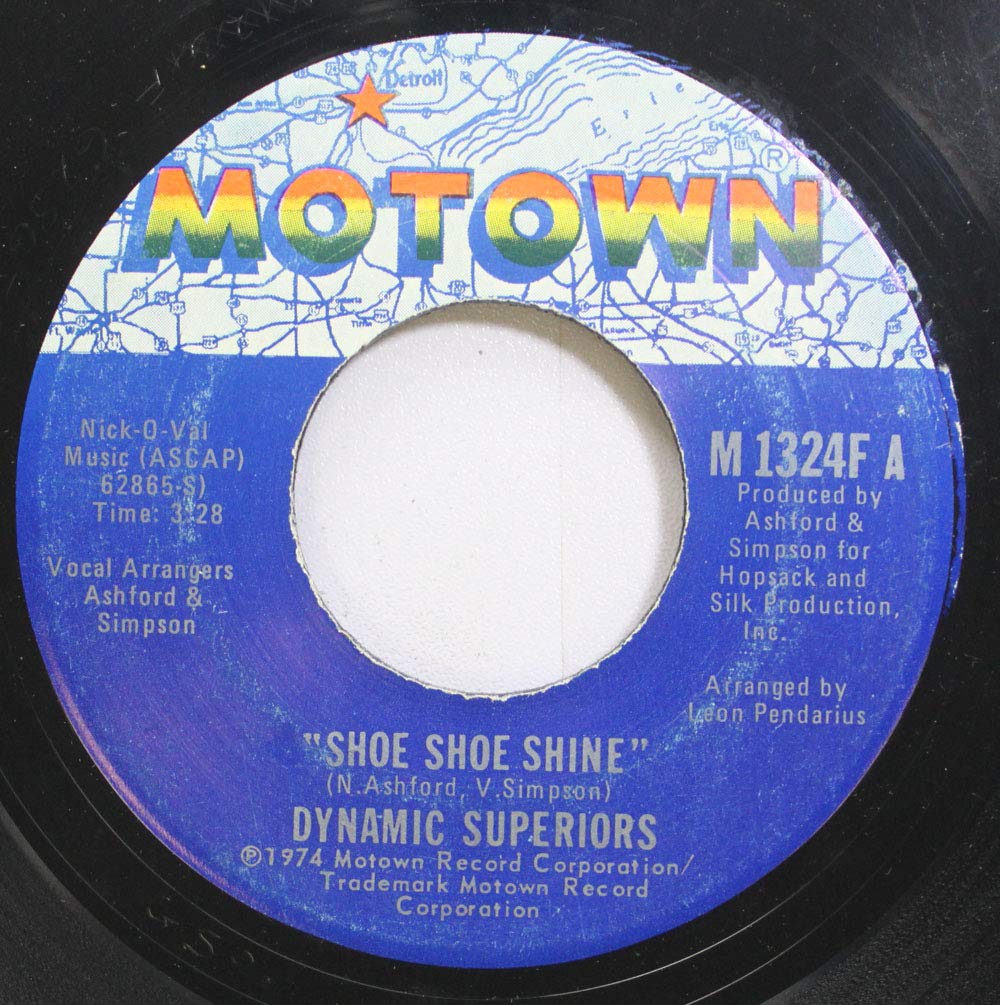 Detroit
Erie
MOTOWN®
Nick-O-Val
Music (ASCAP)
62865-S)
Time: 3:28
Vocal Arrangers
Ashford &
Simpson
M 1324F A
Produced by
Ashford &
Simpson for
Hopsack and
Silk Production,
Inc.
Arranged by
Leon Pendarius
"SHOE SHOE SHINE"
(N.Ashford, V.Simpson)
DYNAMIC SUPERIORS
℗1974 Motown Record Corporation/
Trademark Motown Record
Corporation